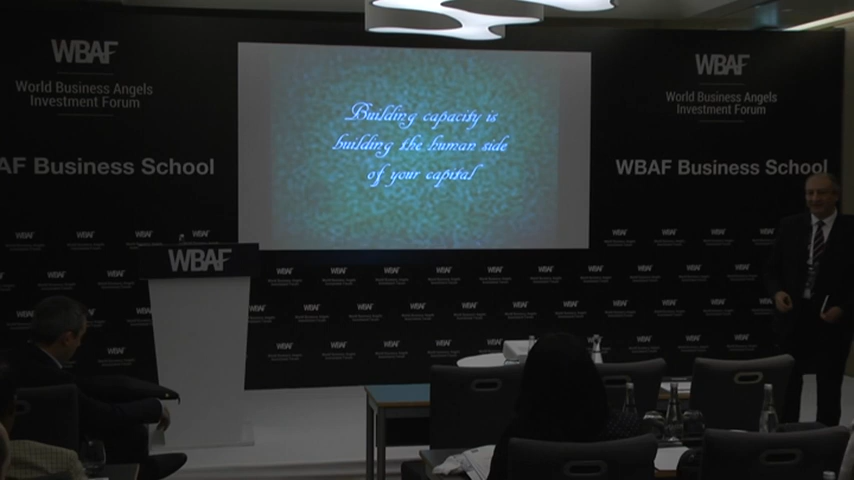 WBAF
World Business Angels
Investment Forum
AF Business School
Building capacity is
building the human side
of your capital
WBAF
World Business Angels
Investment Forum
WBAF Business School
WBAF